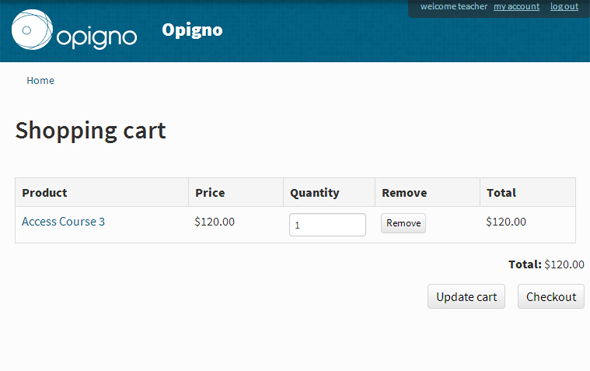 welcome teacher my account log out
opigno Opigno
Home
Shopping cart
Product Price Quantity Remove Total
Access Course 3 $120.00 1 Remove $120.00
Total: $120.00
Update cart Checkout